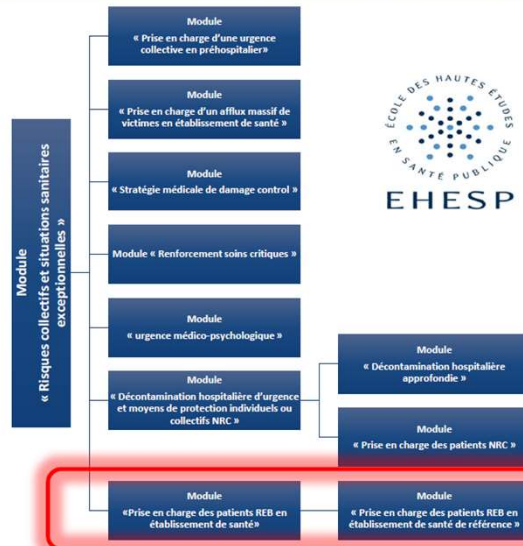 Module
« Prise en charge d'une urgence
collective en préhospitalier»
Module
« Prise en charge d'un afflux massif de
victimes en établissement de santé »
Module
« Stratégie médicale de damage control »
Module « Renforcement soins critiques »
Module
« urgence médico-psychologique »
Module
« Décontamination hospitalière d'urgence
et moyens de protection individuels ou
collectifs NRC »
Module
«Prise en charge des patients REB en
établissement de santé»
Module
« Risques collectifs et situations sanitaires
exceptionnelles »
Module
« Décontamination hospitalière
approfondie »
Module
« Prise en charge des patients NRC »
Module
« Prise en charge des patients REB en
établissement de santé de référence »
ÉCOLE DES HAUTES ÉTUDES
EN SANTÉ PUBLIQUE
EHESP